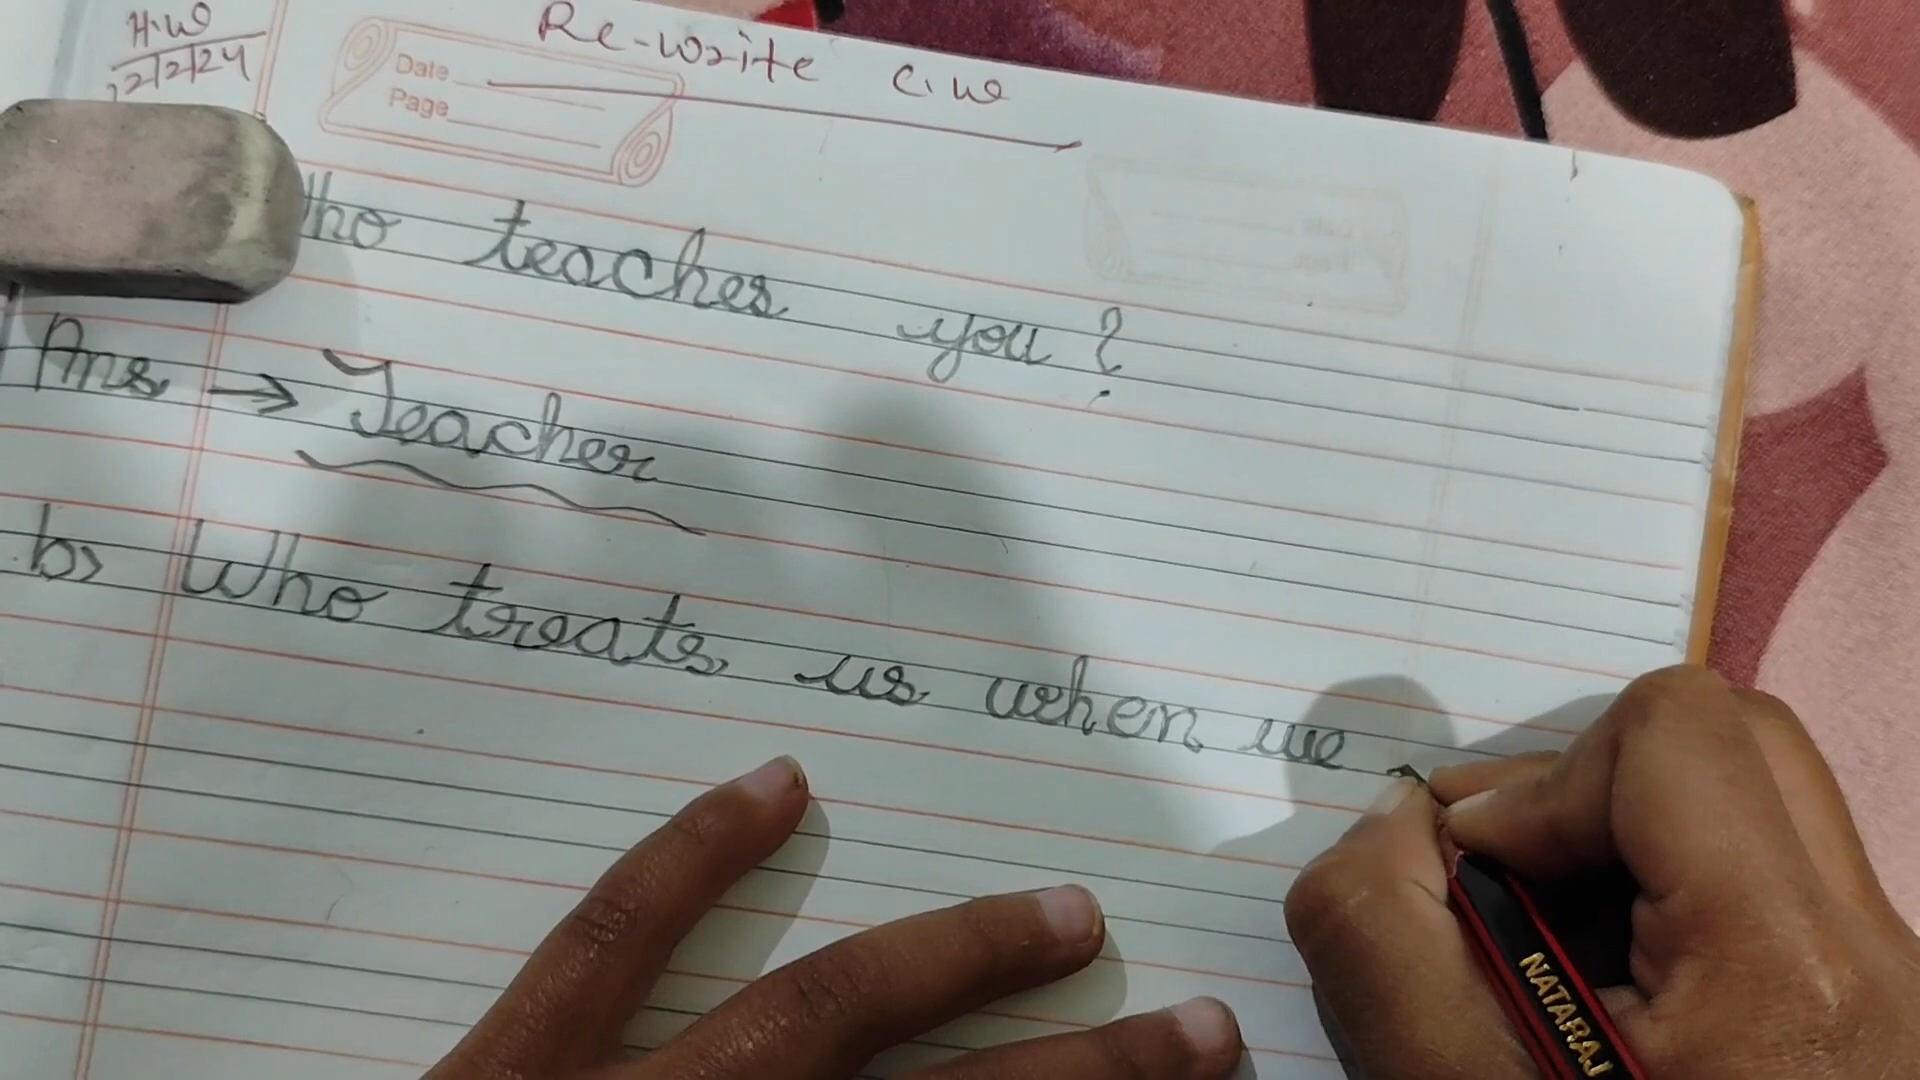 H.W
12/2/24
Re-write C.W
Date
Page
ho teaches you?
Ans → Teacher
b) Who treats us when we
NATARAJ